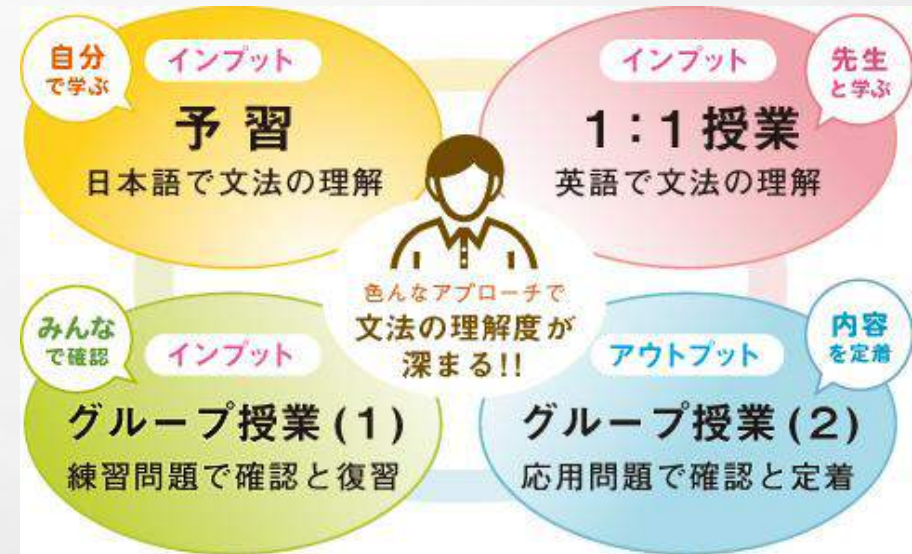 自分
で学ぶ
インプット
予習
日本語で文法の理解
インプット
先生
と学ぶ
1:1授業
英語で文法の理解
色んなアプローチで
文法の理解度が
深まる!!
みんな
で確認
インプット
グループ授業(1)
練習問題で確認と復習
アウトプット
内容
を定着
グループ授業(2)
応用問題で確認と定着